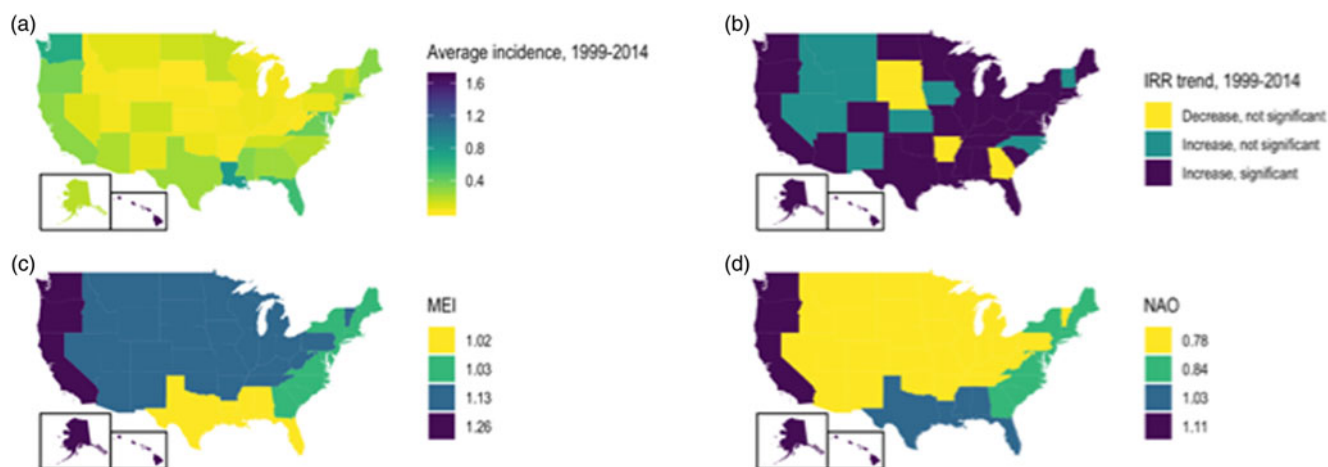 (a)
Average incidence, 1999-2014
1.6
1.2
0.8
0.4
(b)
IRR trend, 1999-2014
Decrease, not significant
Increase, not significant
Increase, significant
(c)
MEI
1.02
1.03
1.13
1.26
(d)
NAO
0.78
0.84
1.03
1.11